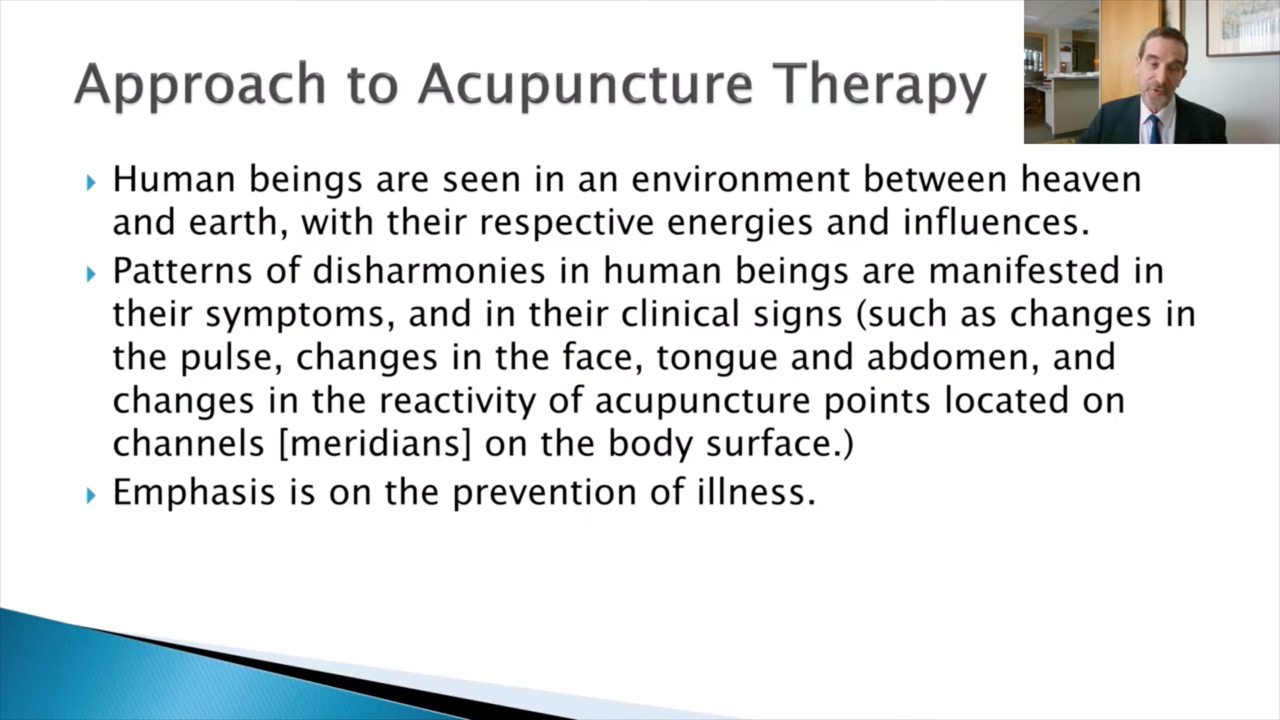 Approach to Acupuncture Therapy
Human beings are seen in an environment between heaven
and earth, with their respective energies and influences.
Patterns of disharmonies in human beings are manifested in
their symptoms, and in their clinical signs (such as changes in
the pulse, changes in the face, tongue and abdomen, and
changes in the reactivity of acupuncture points located on
channels [meridians] on the body surface.)
Emphasis is on the prevention of illness.